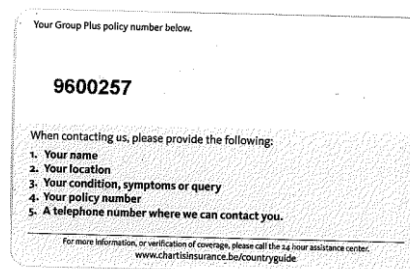 Your Group Plus policy number below.
9600257
When contacting us, please provide the following:
1. Your name
2. Your location
3. Your condition, symptoms or query
4. Your policy number
5. A telephone number where we can contact you.
For more information, or verification of coverage, please call the 24 hour assistance center.
www.chartisinsurance.be/countryguide